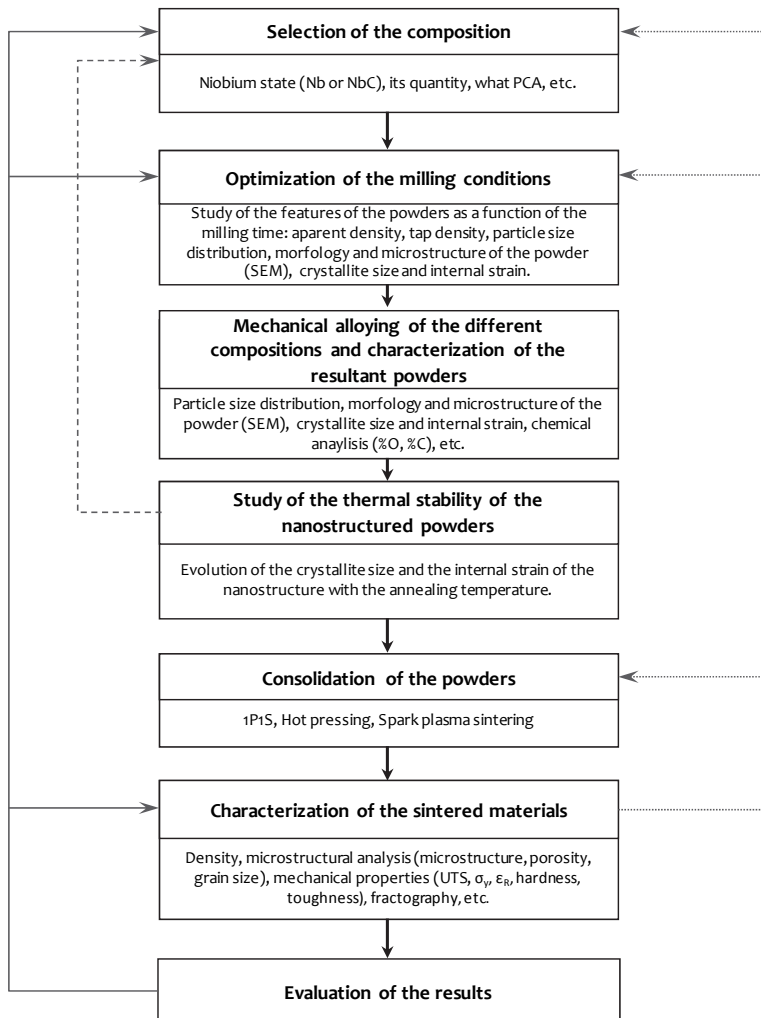 Selection of the composition
Niobium state (Nb or NbC), its quantity, what PCA, etc.
Optimization of the milling conditions
Study of the features of the powders as a function of the
milling time: aparent density, tap density, particle size
distribution, morfology and microstructure of the powder
(SEM), crystallite size and internal strain.
Mechanical alloying of the different
compositions and characterization of the
resultant powders
Particle size distribution, morfology and microstructure of the
powder (SEM), crystallite size and internal strain, chemical
anaylisis (%O, %C), etc.
Study of the thermal stability of the
nanostructured powders
Evolution of the crystallite size and the internal strain of the
nanostructure with the annealing temperature.
Consolidation of the powders
1P1S, Hot pressing, Spark plasma sintering
Characterization of the sintered materials
Density, microstructural analysis (microstructure, porosity,
grain size), mechanical properties (UTS, σy, εR, hardness,
toughness), fractography, etc.
Evaluation of the results